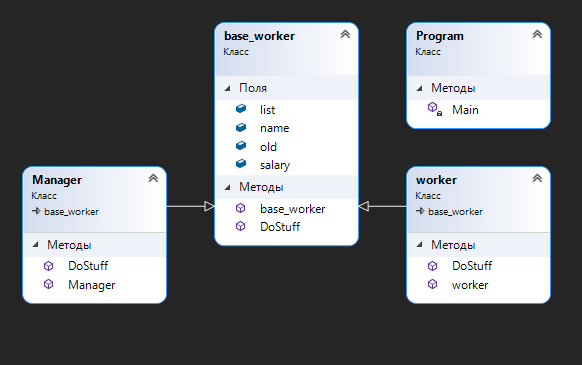 base_worker
Класс
Поля
list
name
old
salary
Методы
base_worker
DoStuff
Program
Класс
Методы
Main
Manager
Класс
base_worker
Методы
DoStuff
Manager
worker
Класс
base_worker
Методы
DoStuff
worker